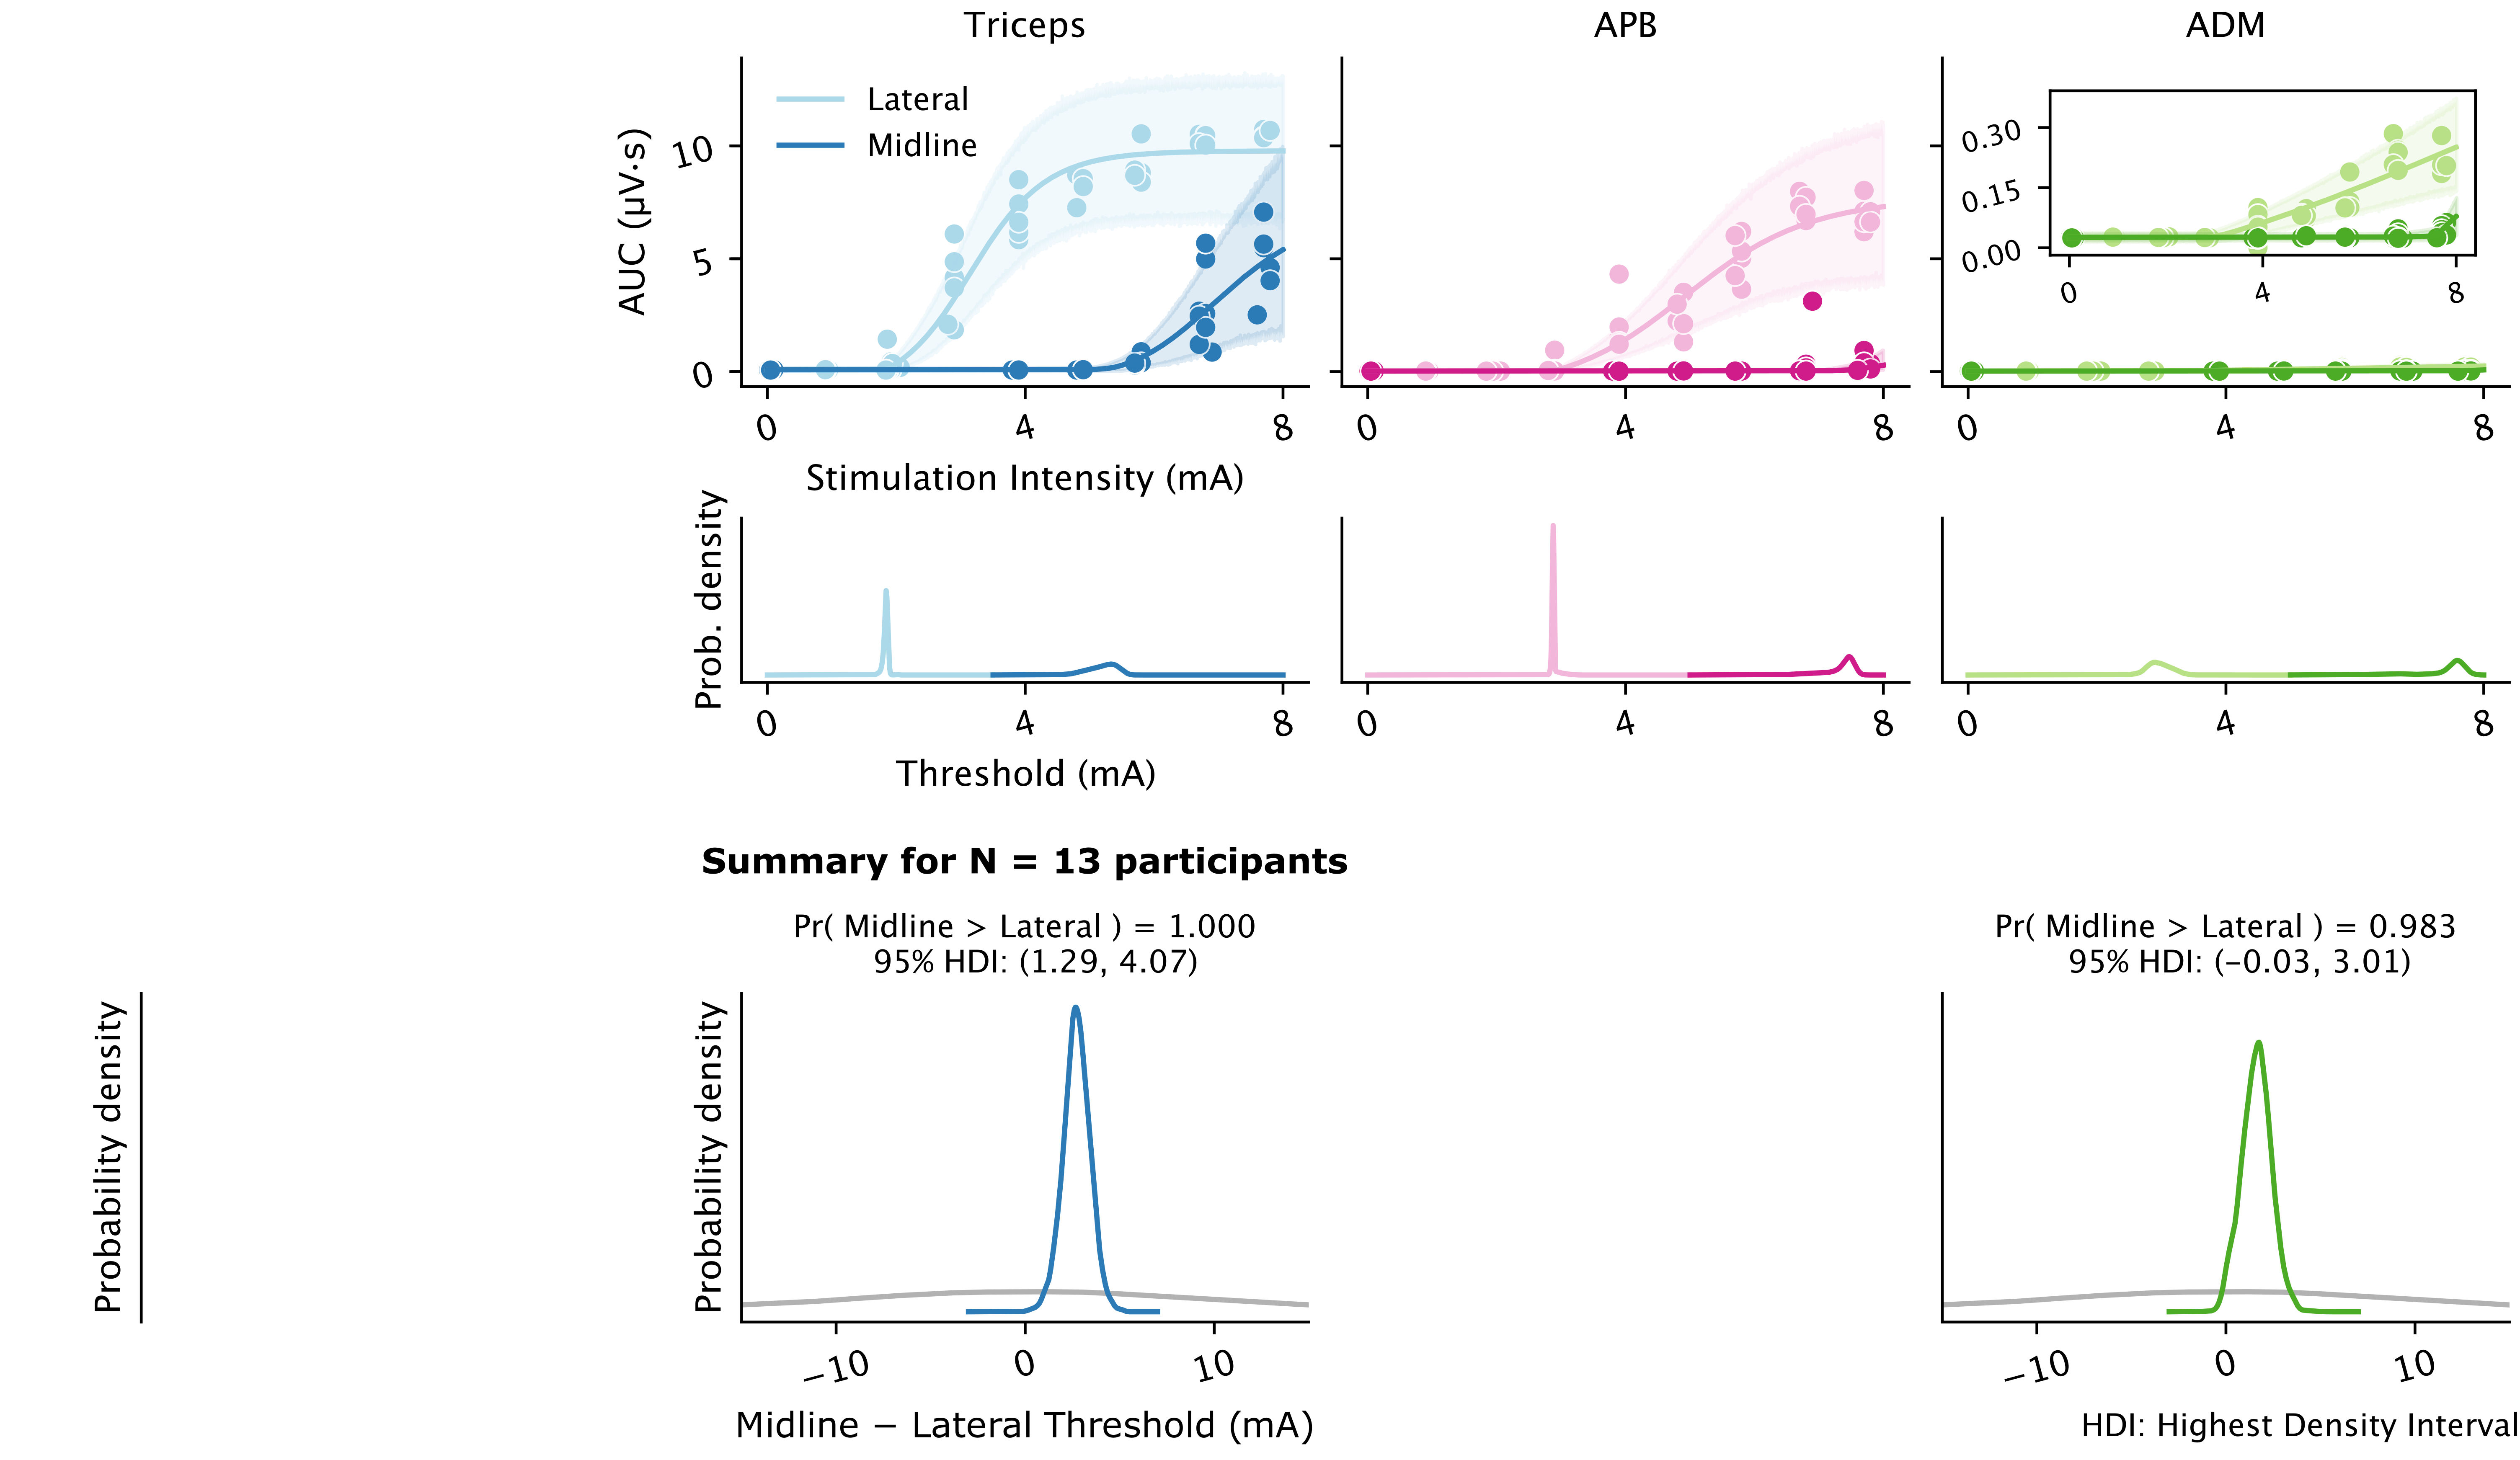 Triceps
APB
ADM
Lateral
Midline
AUC (µV·s)
10
5
0
0.30
0.15
0.00
0
4
8
0
4
8
0
4
8
0
4
8
Stimulation Intensity (mA)
Prob. density
0
4
8
0
4
8
0
4
8
Threshold (mA)
Summary for N = 13 participants
Pr( Midline > Lateral ) = 1.000
95% HDI: (1.29, 4.07)
Pr( Midline > Lateral ) = 0.983
95% HDI: (−0.03, 3.01)
Probability density
Probability density
−10
0
10
−10
0
10
Midline − Lateral Threshold (mA)
HDI: Highest Density Interval